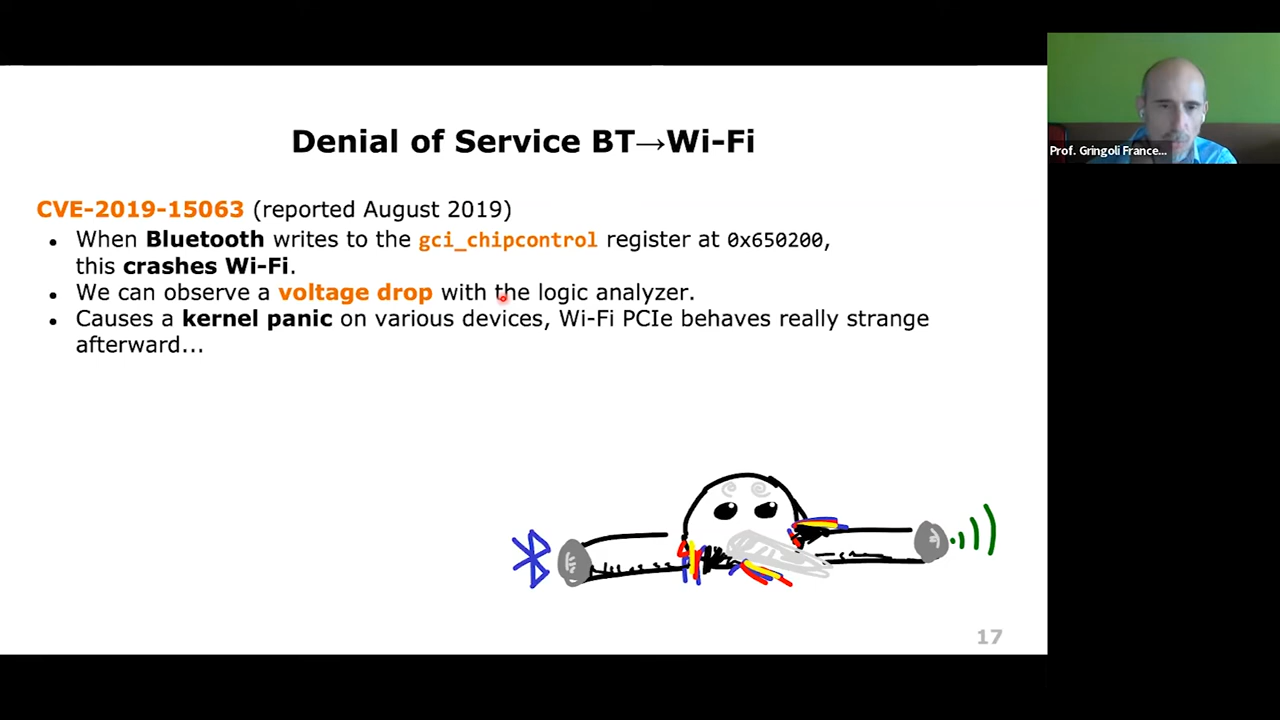 Denial of Service BT→Wi-Fi
Prof. Gringoli France...
CVE-2019-15063 (reported August 2019)
• When Bluetooth writes to the gci_chipcontrol register at 0x650200,
this crashes Wi-Fi.
• We can observe a voltage drop with the logic analyzer.
• Causes a kernel panic on various devices, Wi-Fi PCIe behaves really strange
afterward...
17